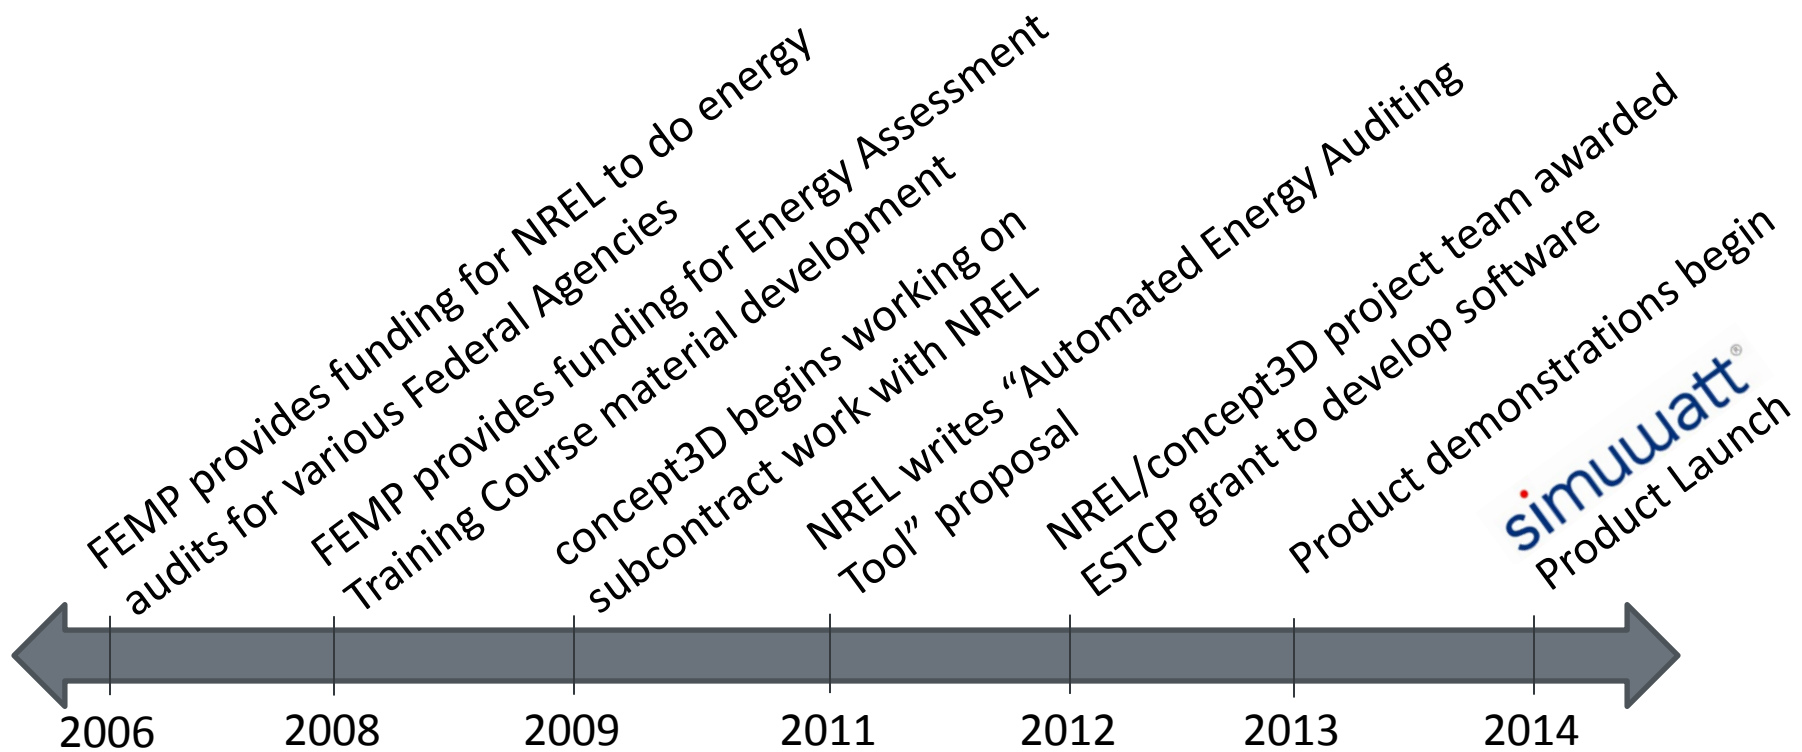 FEMP provides funding for NREL to do energy
audits for various Federal Agencies
FEMP provides funding for Energy Assessment
Training Course material development
concept3D begins working on
subcontract work with NREL
NREL writes “Automated Energy Auditing
Tool” proposal
NREL/concept3D project team awarded
ESTCP grant to develop software
Product demonstrations begin
simuwatt®
Product Launch
2006
2008
2009
2011
2012
2013
2014